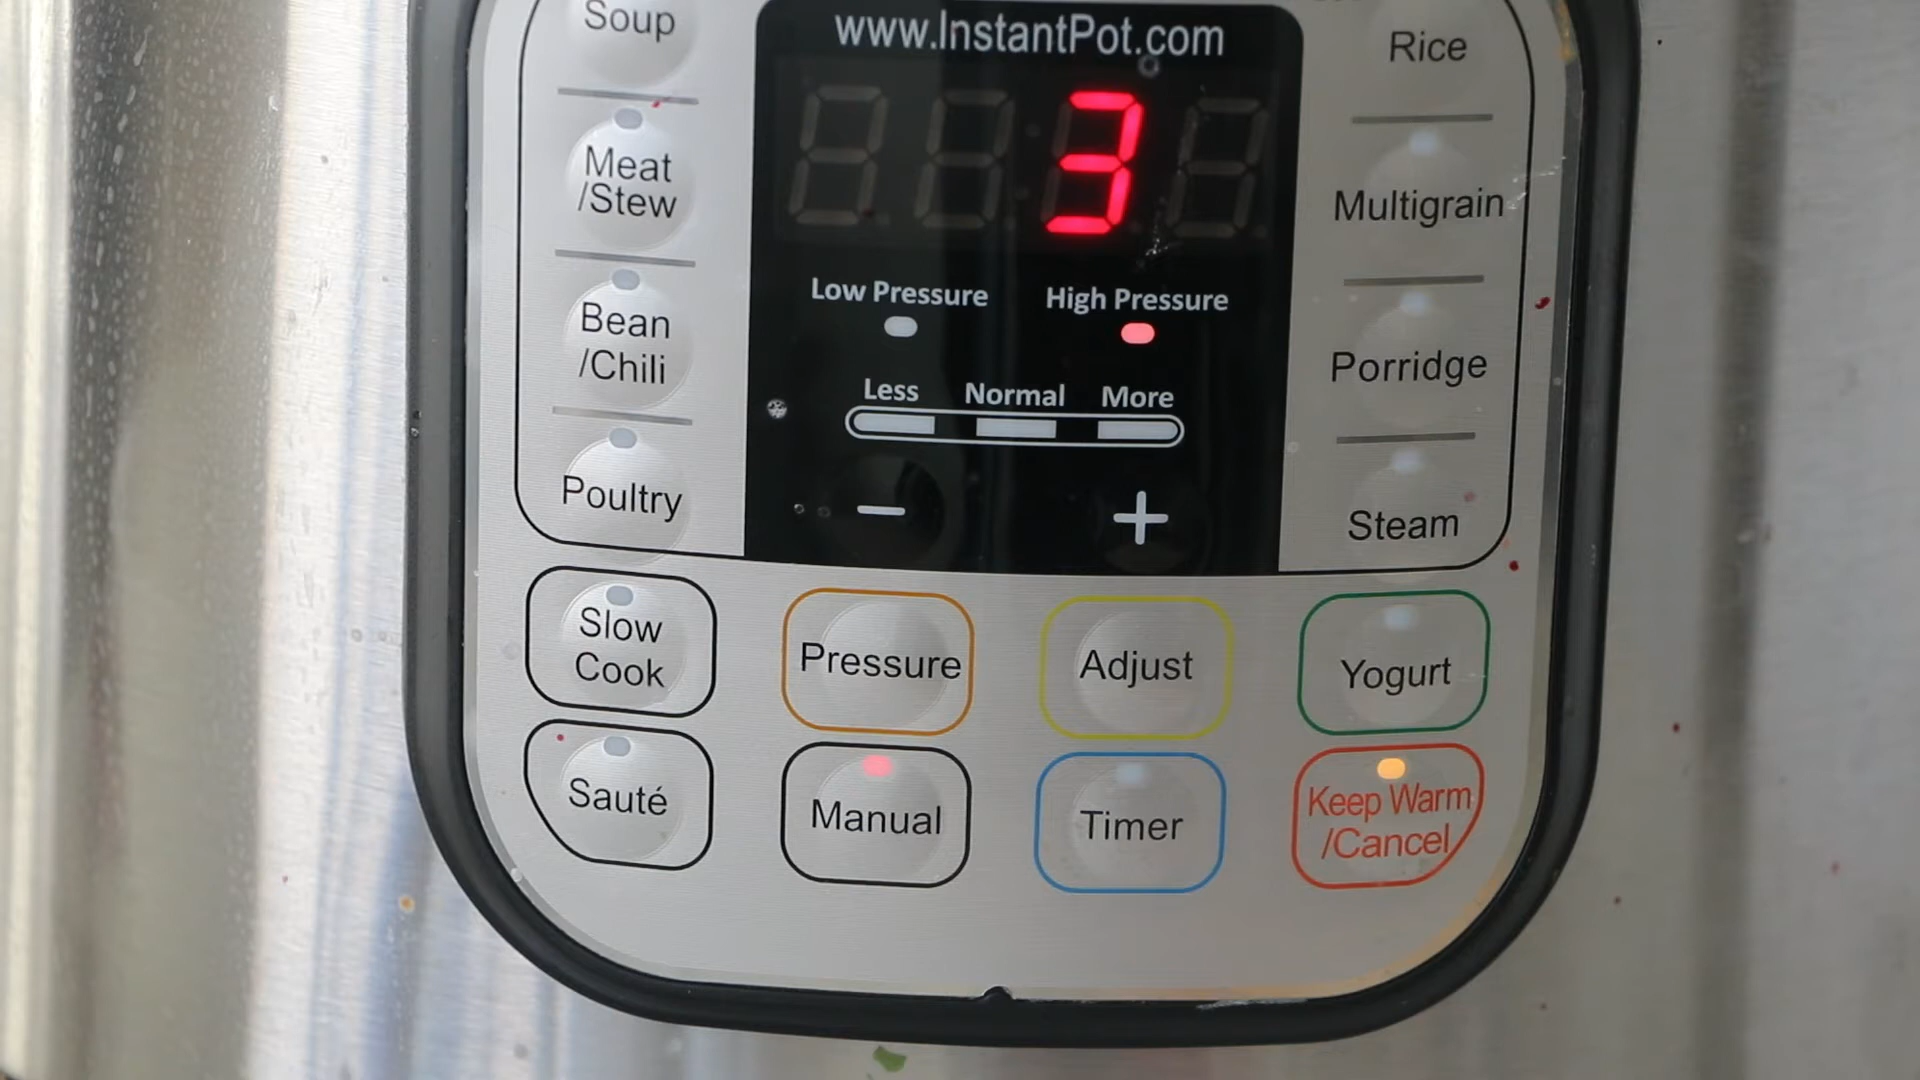 www.InstantPot.com
Soup
Meat
/Stew
Bean
/Chili
Poultry
3
Low Pressure
High Pressure
Less
Normal
More
−
+
Rice
Multigrain
Porridge
Steam
Slow
Cook
Pressure
Adjust
Yogurt
Sauté
Manual
Timer
Keep Warm
/Cancel